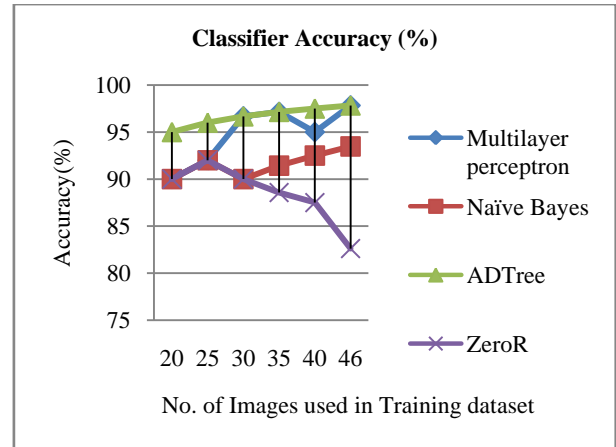 Classifier Accuracy (%)
100
95
90
85
80
75
Accuracy(%)
20 25 30 35 40 46
No. of Images used in Training dataset
Multilayer
perceptron
Naïve Bayes
ADTree
ZeroR